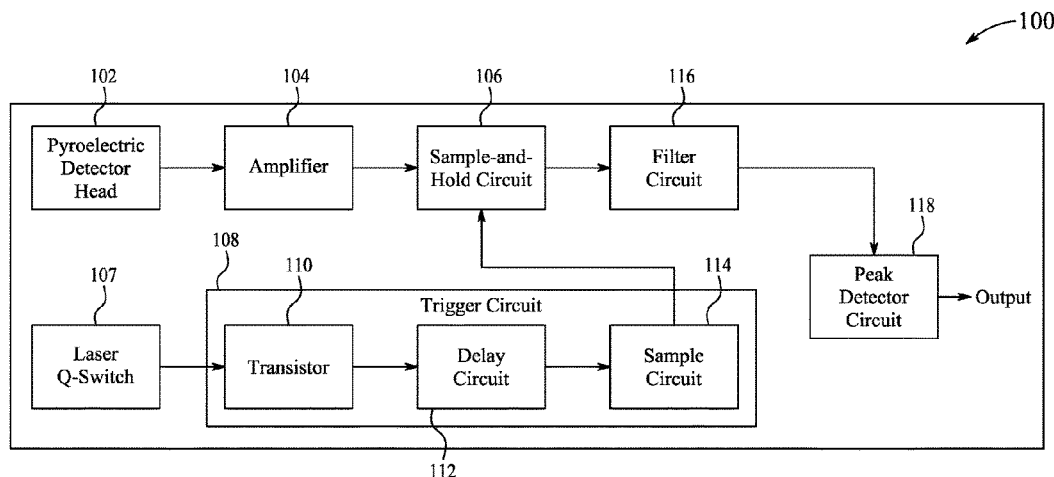 100
102
104
106
116
Pyroelectric
Detector
Head
Amplifier
Sample-and-
Hold Circuit
Filter
Circuit
118
Peak
Detector
Circuit
Output
107
108
110
114
Trigger Circuit
Laser
Q-Switch
Transistor
Delay
Circuit
Sample
Circuit
112